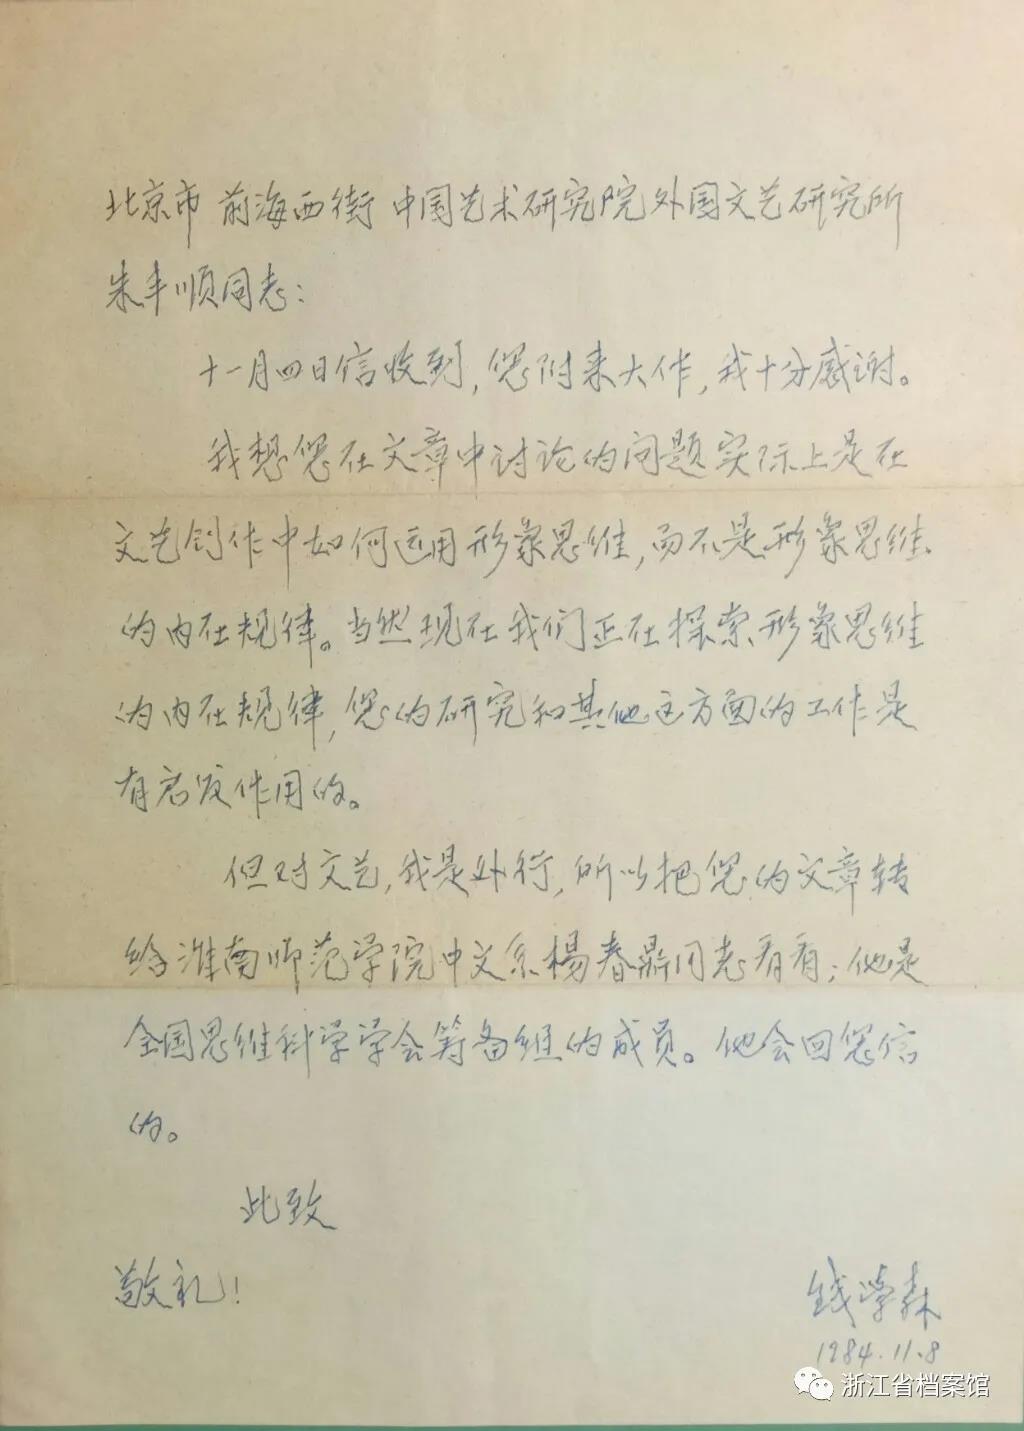 北京市 前海西街 中国艺术研究院外国文艺研究所
朱丰顺同志：
十一月四日信收到，您附来大作，我十分感谢。
我想您在文章中讨论的问题实际上是在
文艺创作中如何运用形象思维，而不是形象思维
的内在规律。当然现在我们正在探索形象思维
的内在规律，您的研究和其他这方面的工作是
有启发作用的。
但对文艺，我是外行，所以把您的文章转
给淮南师范学院中文系楊春鼎同志看看；他是
全国思维科学学会筹备组的成员。他会回您信
的。
此致
敬礼！
钱学森
1984.11.8
浙江省档案馆